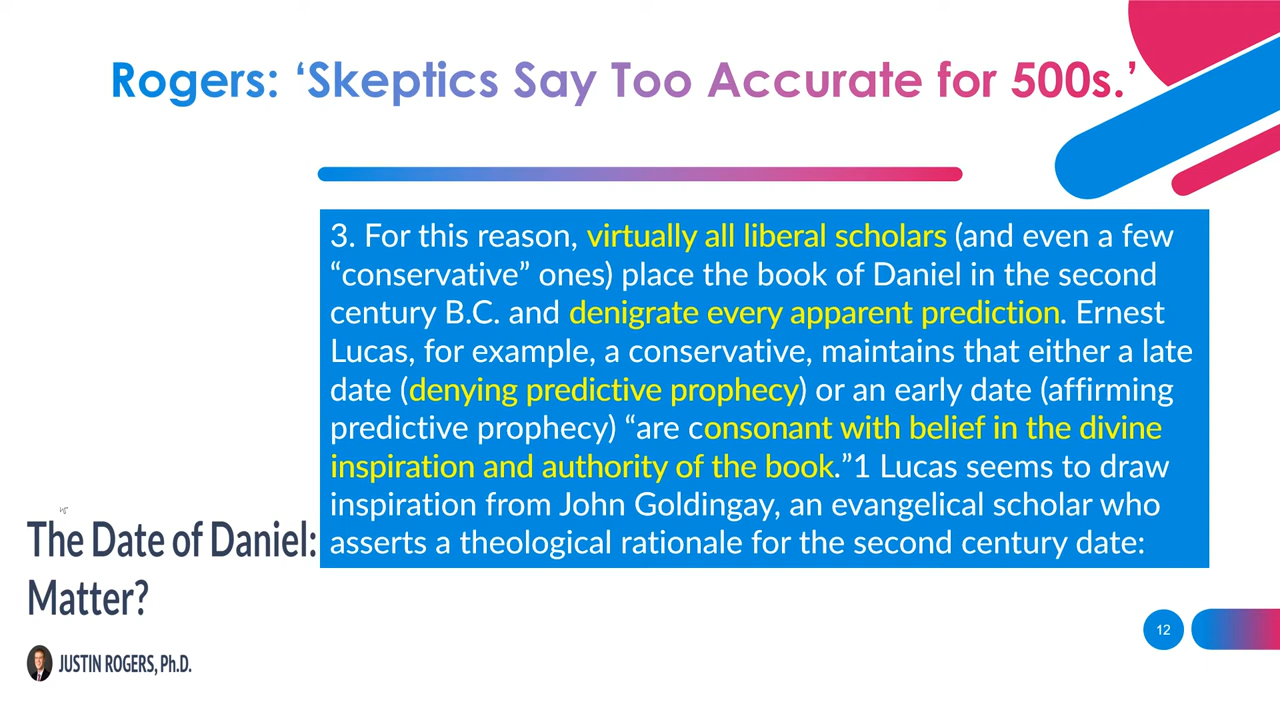 Rogers: ‘Skeptics Say Too Accurate for 500s.’
3. For this reason, virtually all liberal scholars (and even a few
“conservative” ones) place the book of Daniel in the second
century B.C. and denigrate every apparent prediction. Ernest
Lucas, for example, a conservative, maintains that either a late
date (denying predictive prophecy) or an early date (affirming
predictive prophecy) “are consonant with belief in the divine
inspiration and authority of the book.”1 Lucas seems to draw
inspiration from John Goldingay, an evangelical scholar who
asserts a theological rationale for the second century date:
The Date of Daniel:
Matter?
JUSTIN ROGERS, Ph.D.
12